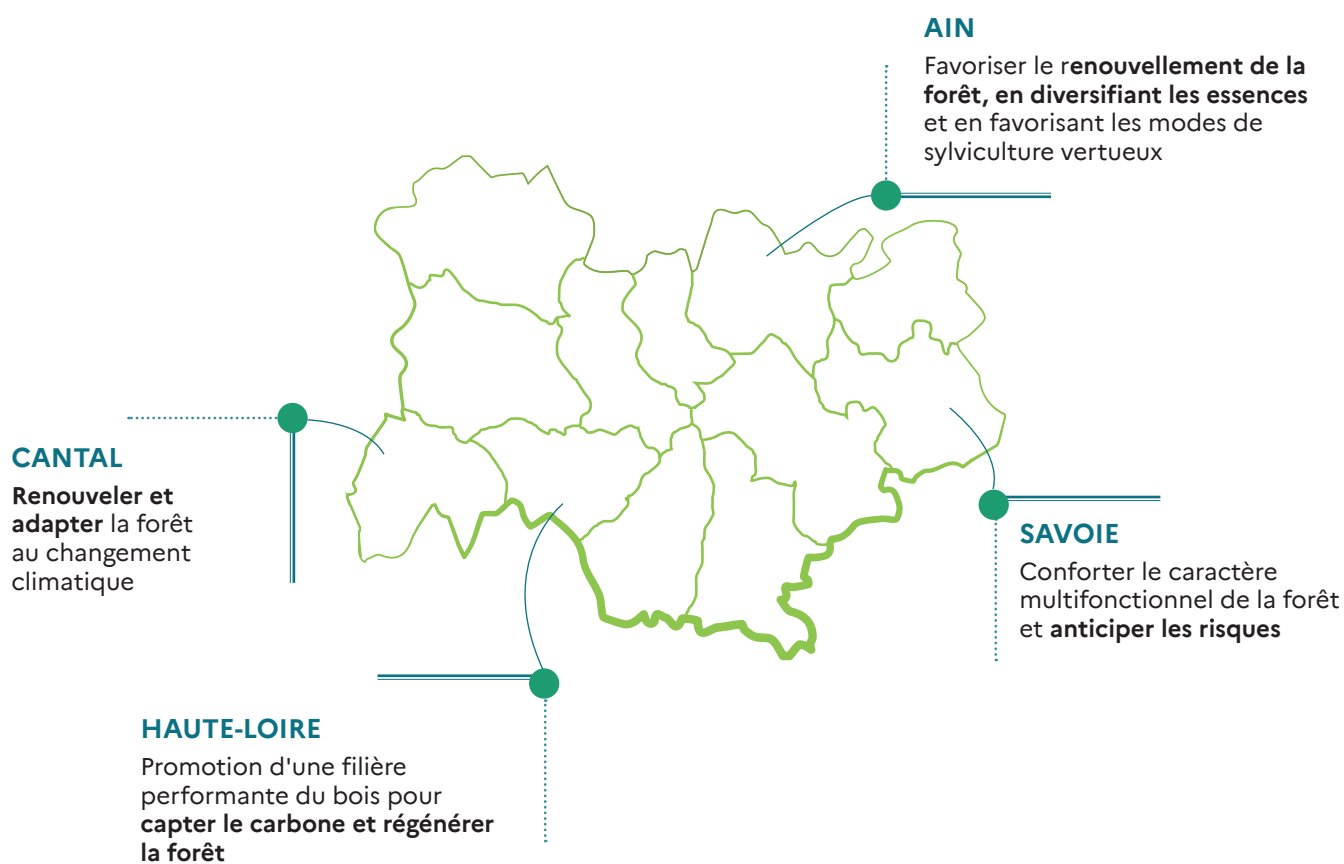 AIN
Favoriser le renouvellement de la
forêt, en diversifiant les essences
et en favorisant les modes de
sylviculture vertueux
CANTAL
Renouveler et
adapter la forêt
au changement
climatique
SAVOIE
Conforter le caractère
multifonctionnel de la forêt
et anticiper les risques
HAUTE-LOIRE
Promotion d'une filière
performante du bois pour
capter le carbone et régénérer
la forêt